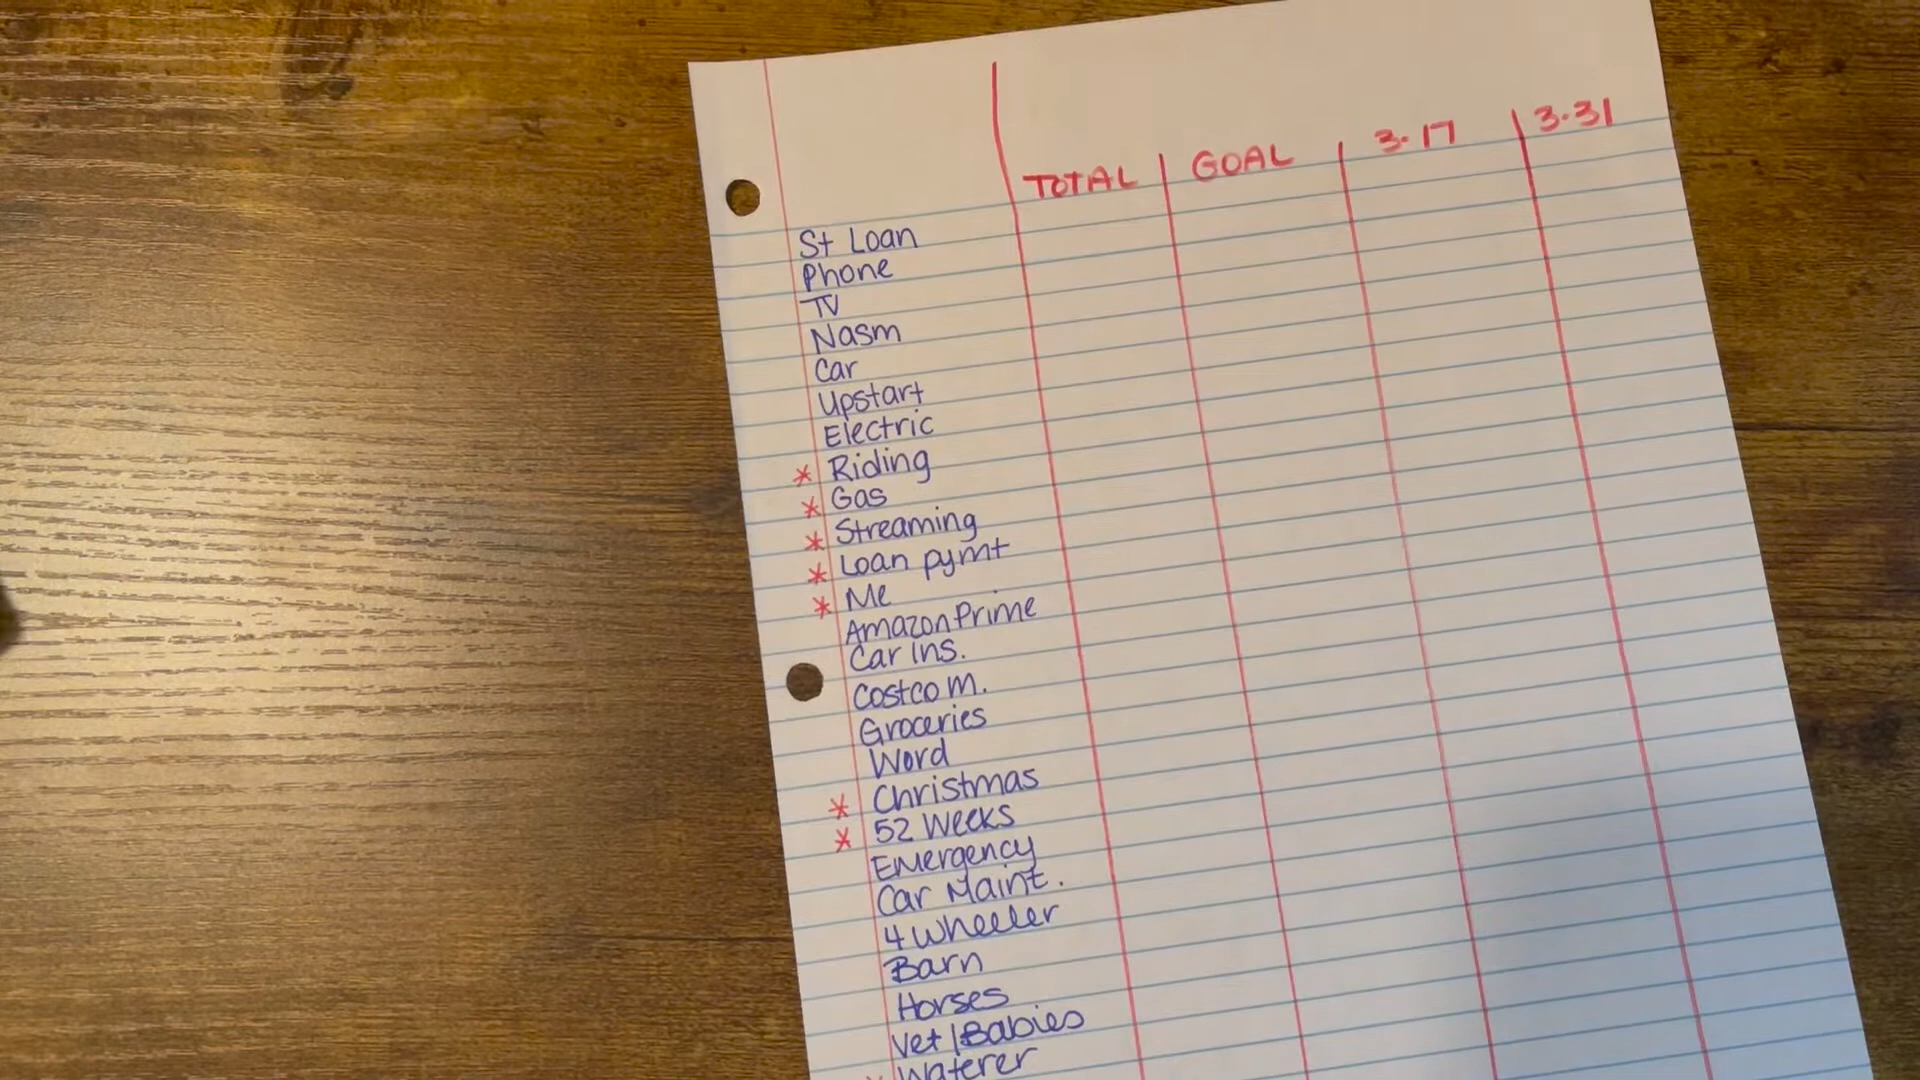 TOTAL GOAL 3.17 3.31
St Loan
Phone
TV
Nasm
Car
Upstart
Electric
* Riding
* Gas
* Streaming
* Loan pymt
* Me
Amazon Prime
Car Ins.
Costco M.
Groceries
Word
* Christmas
* 52 Weeks
Emergency
Car Maint.
4 Wheeler
Barn
Horses
Vet/Babies
* Waterer